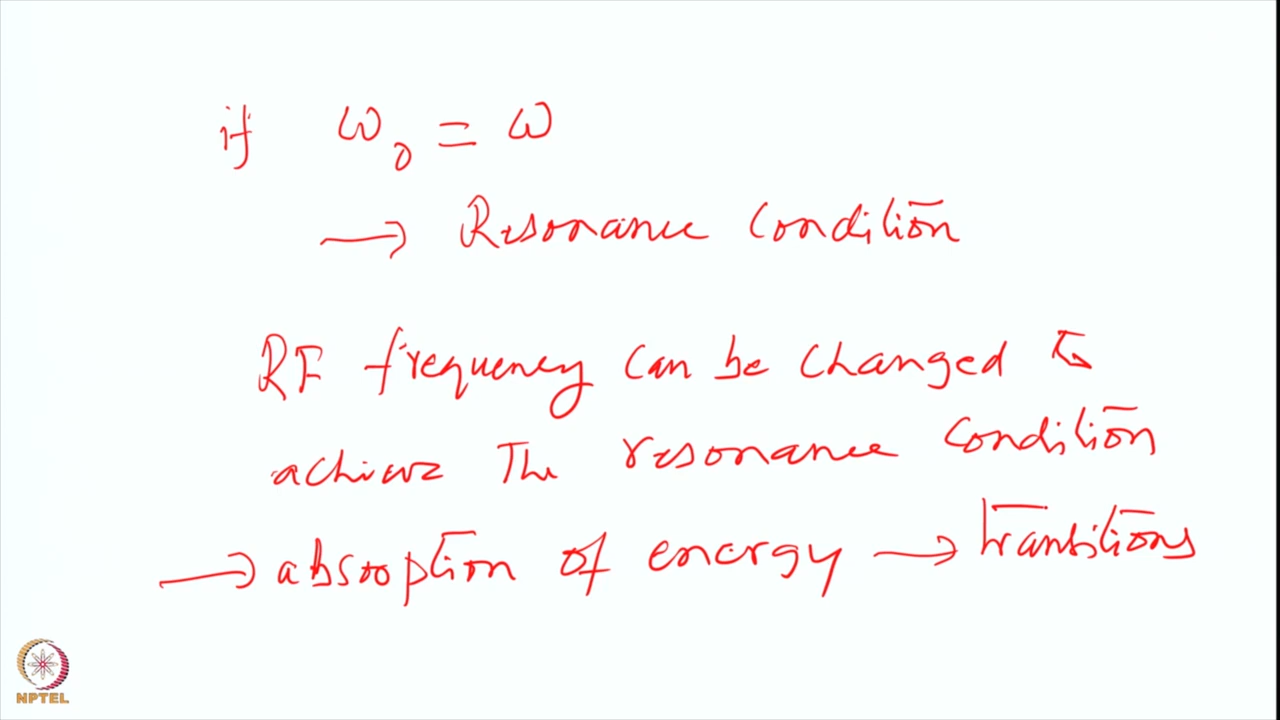 if ω₀ = ω
→ Resonance Condition
RF frequency can be changed to
achieve The resonance condition
→ absorption of energy → transitions
NPTEL